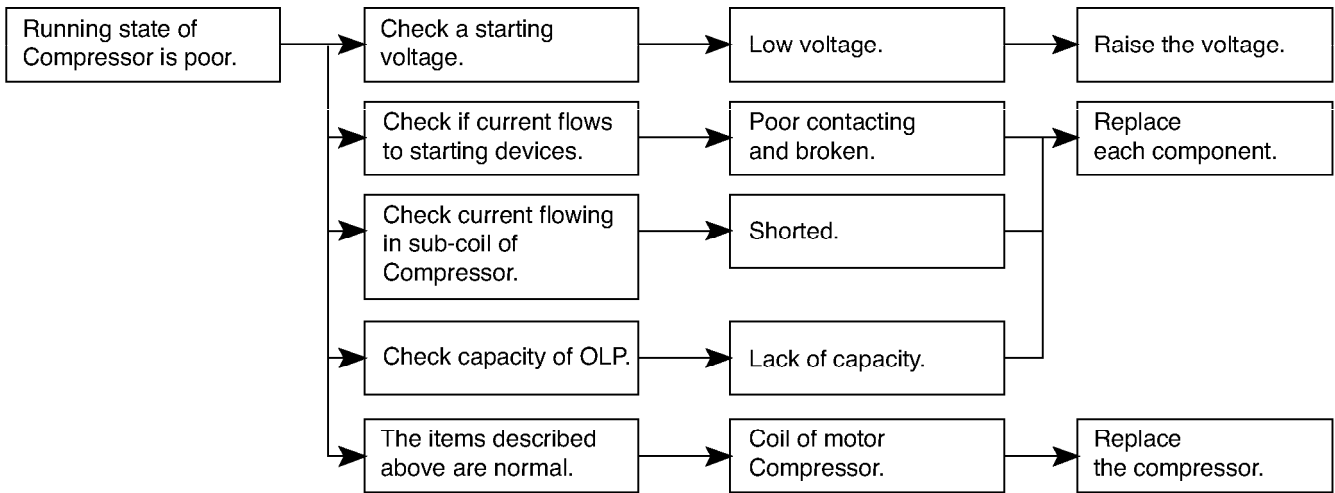 Running state of
Compressor is poor.
Check a starting
voltage.
Low voltage.
Raise the voltage.
Check if current flows
to starting devices.
Poor contacting
and broken.
Replace
each component.
Check current flowing
in sub-coil of
Compressor.
Shorted.
Check capacity of OLP.
Lack of capacity.
The items described
above are normal.
Coil of motor
Compressor.
Replace
the compressor.